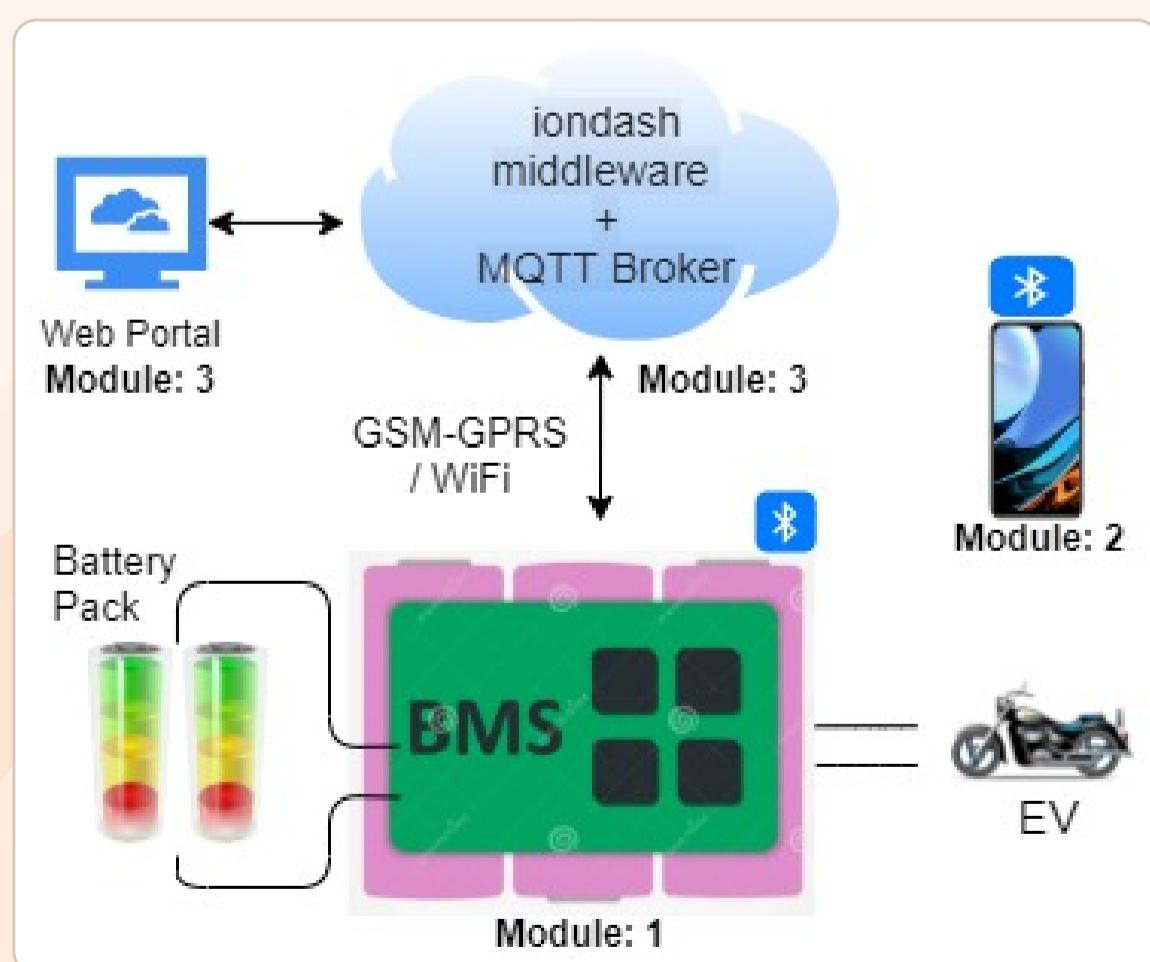 iondash
middleware
+
MQTT Broker
Web Portal
Module: 3
Module: 3
GSM-GPRS
/ WiFi
Module: 2
Battery
Pack
BMS
EV
Module: 1